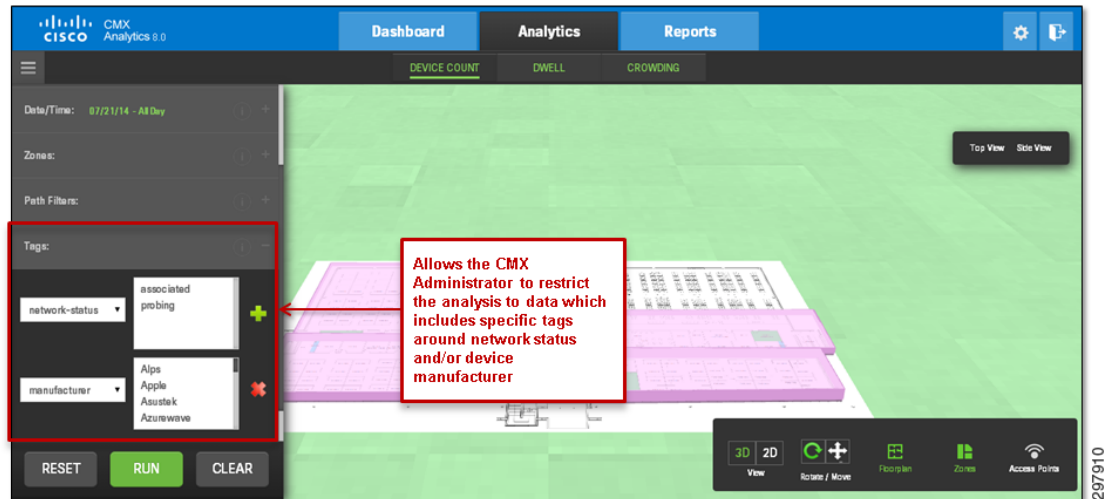 CISCO
CMX
Analytics 8.0
Dashboard
Analytics
Reports
DEVICE COUNT
DWELL
CROWDING
Date/Time: 07/21/14 - All Day
Zones:
Path Filters:
Tags:
network-status
associated
probing
manufacturer
Alps
Apple
Asustek
Azurewave
RESET
RUN
CLEAR
Allows the CMX
Administrator to restrict
the analysis to data which
includes specific tags
around network status
and/or device
manufacturer
Top View Side View
3D 2D
View
Rotate / Move
Floorplan
Zones
Access Points
297910